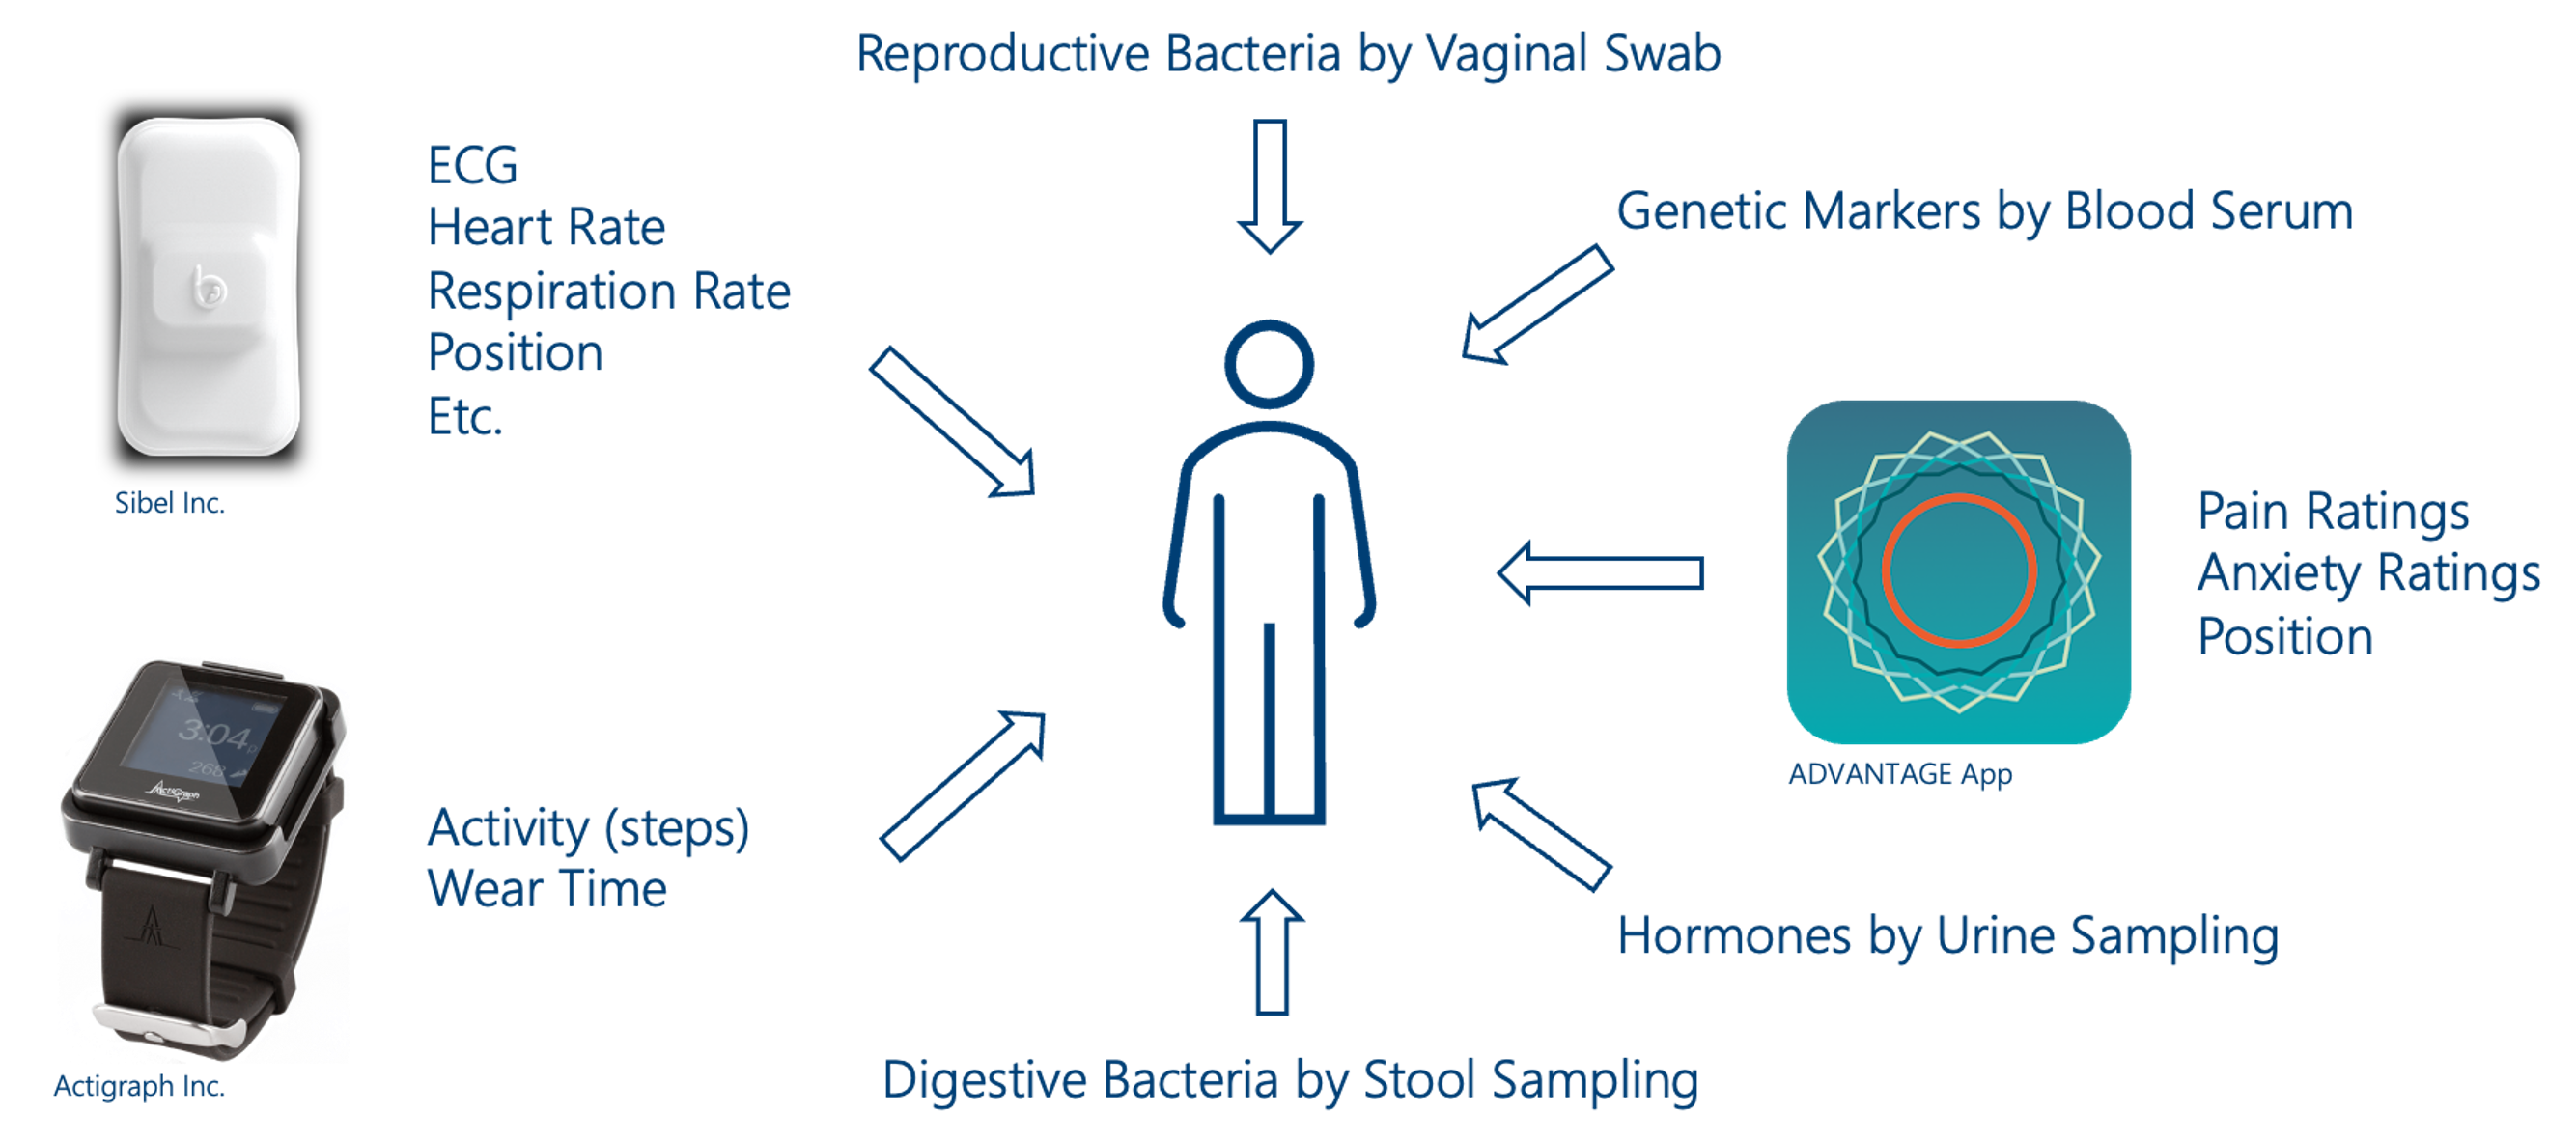 Reproductive Bacteria by Vaginal Swab
ECG
Heart Rate
Respiration Rate
Position
Etc.
Sibel Inc.
Genetic Markers by Blood Serum
Pain Ratings
Anxiety Ratings
Position
ADVANTAGE App
3:04
268
ActiGraph
Activity (steps)
Wear Time
Actigraph Inc.
Hormones by Urine Sampling
Digestive Bacteria by Stool Sampling